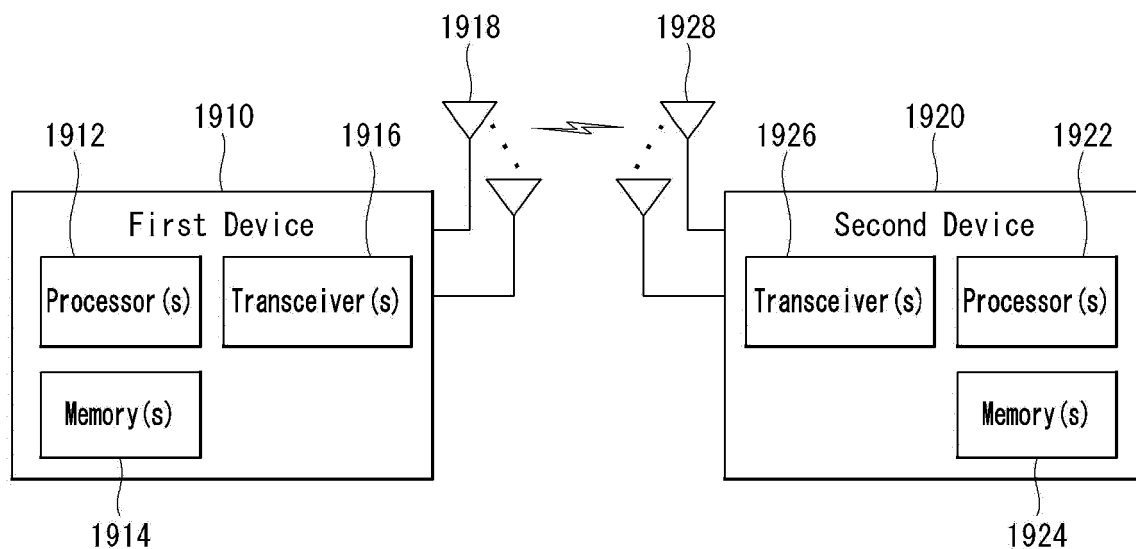 1918
1928
1912
1910
1916
1926
1920
1922
First Device
Second Device
Processor(s)
Transceiver(s)
Transceiver(s)
Processor(s)
Memory(s)
Memory(s)
1914
1924